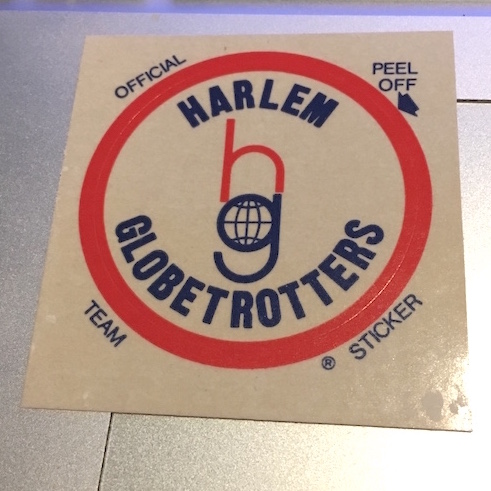 OFFICIAL
PEEL
OFF
HARLEM
hg
GLOBETROTTERS
TEAM
® STICKER